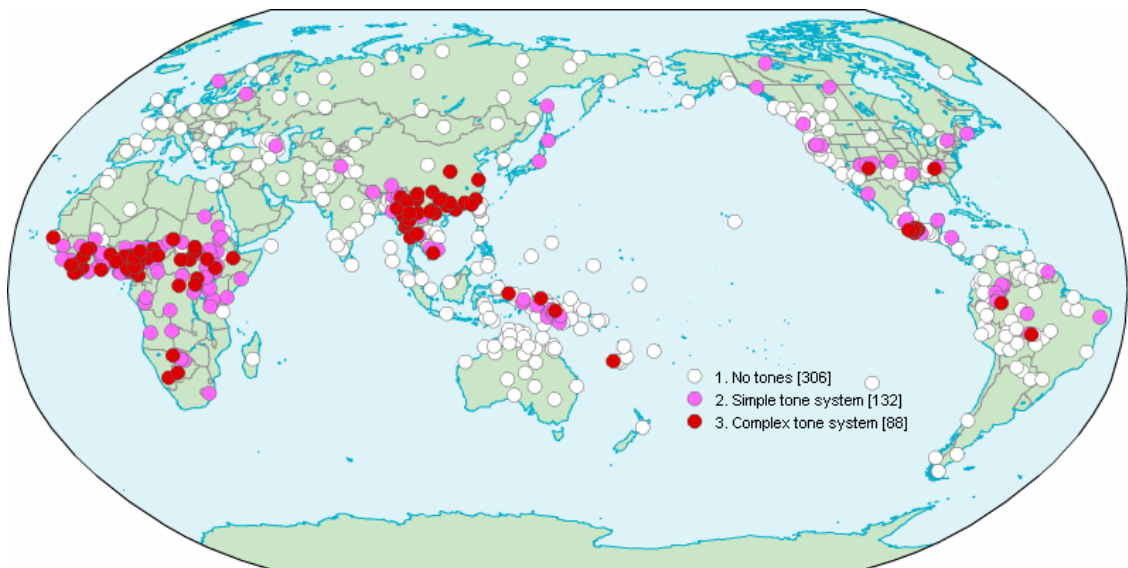 1. No tones [306]
2. Simple tone system [132]
3. Complex tone system [88]